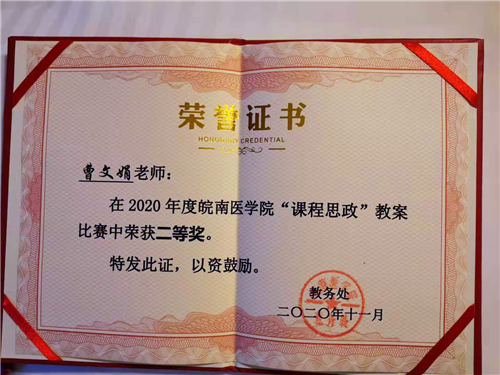 荣誉证书
HONORARY CREDENTIAL
曹文娟老师：
在2020年度皖南医学院“课程思政”教案
比赛中荣获二等奖。
特发此证，以资鼓励。
教务处
二〇二〇年十一月